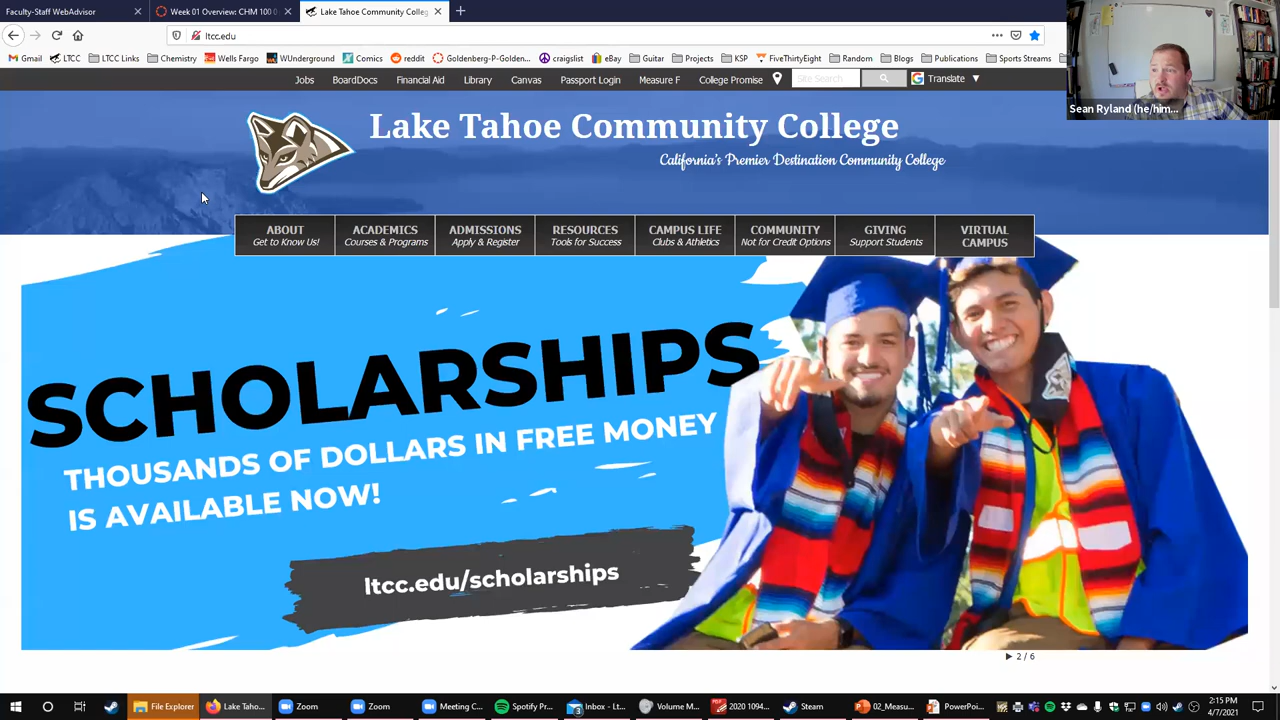 Faculty-Staff WebAdvisor
Week 01 Overview: CHM 100 0
Lake Tahoe Community Colleg
ltcc.edu
Gmail
LTCC
LTCC Links
Chemistry
Wells Fargo
WUnderground
Comics
reddit
Goldenberg-P-Golden...
craigslist
eBay
Guitar
Projects
KSP
FiveThirtyEight
Random
Blogs
Publications
Sports Streams
Jobs
BoardDocs
Financial Aid
Library
Canvas
Passport Login
Measure F
College Promise
Site Search
Translate
Sean Ryland (he/him...
Lake Tahoe Community College
California's Premier Destination Community College
ABOUT
Get to Know Us!
ACADEMICS
Courses & Programs
ADMISSIONS
Apply & Register
RESOURCES
Tools for Success
CAMPUS LIFE
Clubs & Athletics
COMMUNITY
Not for Credit Options
GIVING
Support Students
VIRTUAL
CAMPUS
SCHOLARSHIPS
THOUSANDS OF DOLLARS IN FREE MONEY
IS AVAILABLE NOW!
ltcc.edu/scholarships
2 / 6
File Explorer
Lake Taho...
Zoom
Zoom
Meeting C...
Spotify Pr...
Inbox - Lt...
Volume M...
2020 1094...
Steam
02_Measu...
PowerPoi...
2:15 PM
4/7/2021